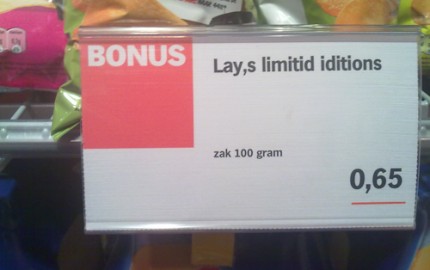 BONUS
Lay,s limitid iditions
zak 100 gram
0,65